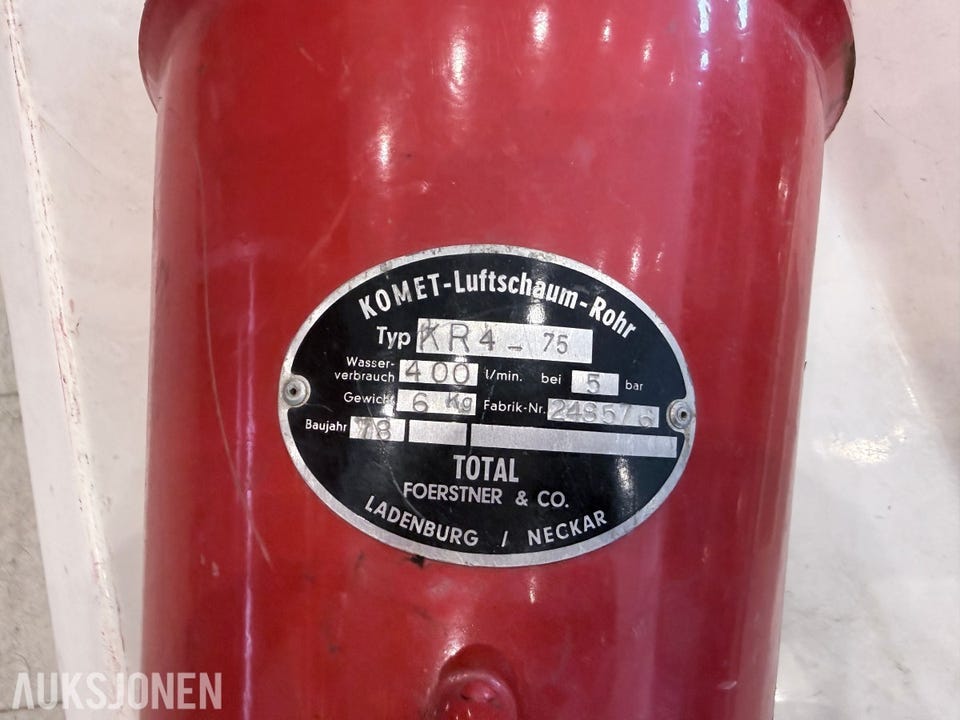 KOMET-Luftschaum-Rohr
Typ KR4 - 75
Wasser-
verbrauch 400 l/min. bei 5 bar
Gewicht 6 Kg Fabrik-Nr.
Baujahr 78
TOTAL
FOERSTNER & CO.
LADENBURG / NECKAR
AUKSJONEN